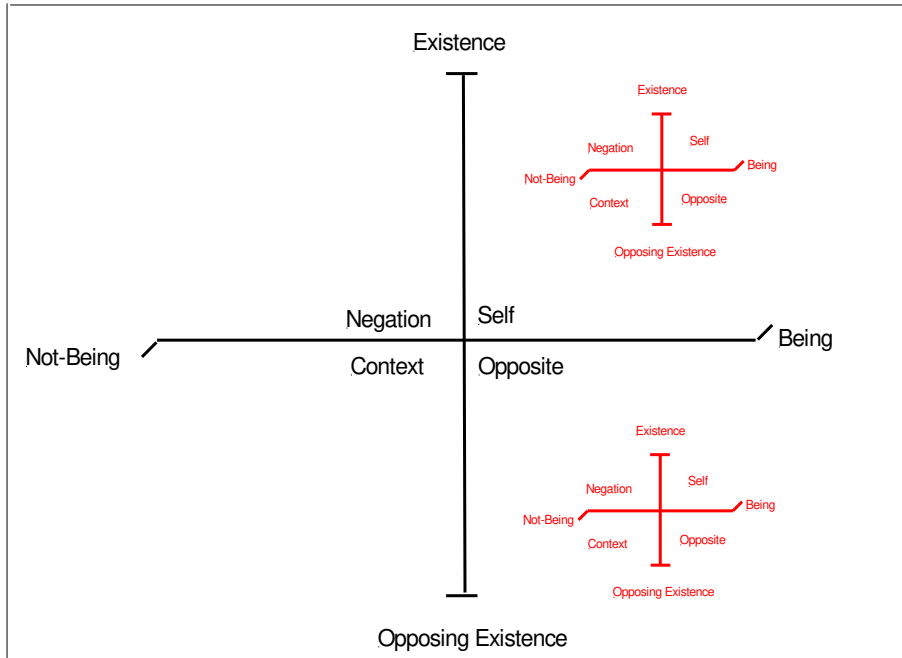 Existence
Existence
Negation
Self
Not-Being
Being
Context
Opposite
Opposing Existence
Negation
Self
Not-Being
Being
Context
Opposite
Existence
Negation
Self
Not-Being
Being
Context
Opposite
Opposing Existence
Opposing Existence